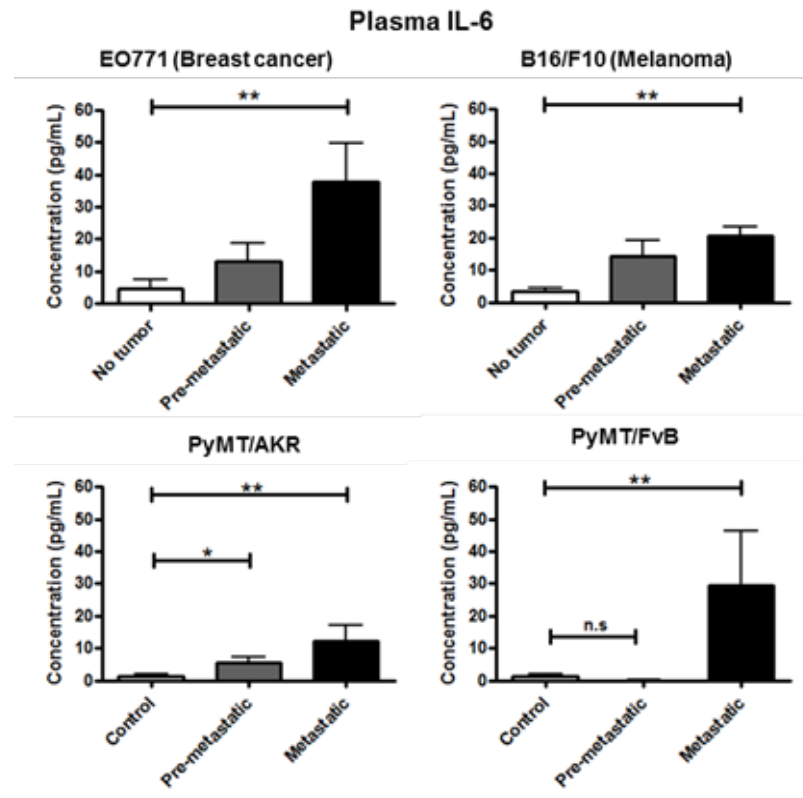 Plasma IL-6
EO771 (Breast cancer)
B16/F10 (Melanoma)
Concentration (pg/mL)
60
50
40
30
20
10
0
**
No tumor
Pre-metastatic
Metastatic
Concentration (pg/mL)
60
50
40
30
20
10
0
**
No tumor
Pre-metastatic
Metastatic
PyMT/AKR
PyMT/FvB
Concentration (pg/mL)
60
50
40
30
20
10
0
**
*
Control
Pre-metastatic
Metastatic
Concentration (pg/mL)
60
50
40
30
20
10
0
**
n.s
Control
Pre-metastatic
Metastatic